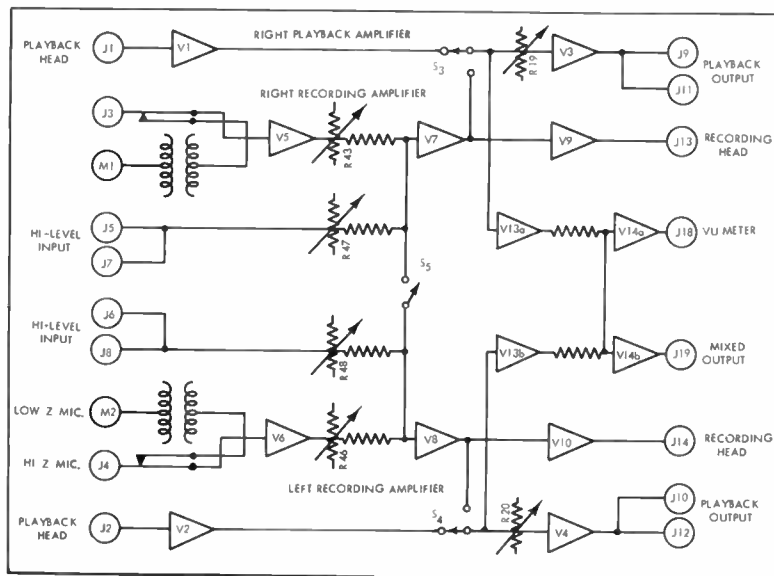 RIGHT PLAYBACK AMPLIFIER
PLAYBACK HEAD
J1
V1
S3
R19
V3
J9
J11
PLAYBACK OUTPUT
RIGHT RECORDING AMPLIFIER
J3
M1
V5
R43
V7
V9
J13
RECORDING HEAD
HI-LEVEL INPUT
J5
J7
R47
V13a
V14a
J18
VU METER
S5
HI-LEVEL INPUT
J6
J8
R48
V13b
V14b
J19
MIXED OUTPUT
LOW Z MIC.
M2
HI Z MIC.
J4
V6
R46
V8
V10
J14
RECORDING HEAD
LEFT RECORDING AMPLIFIER
PLAYBACK HEAD
J2
V2
S4
R20
V4
J10
J12
PLAYBACK OUTPUT